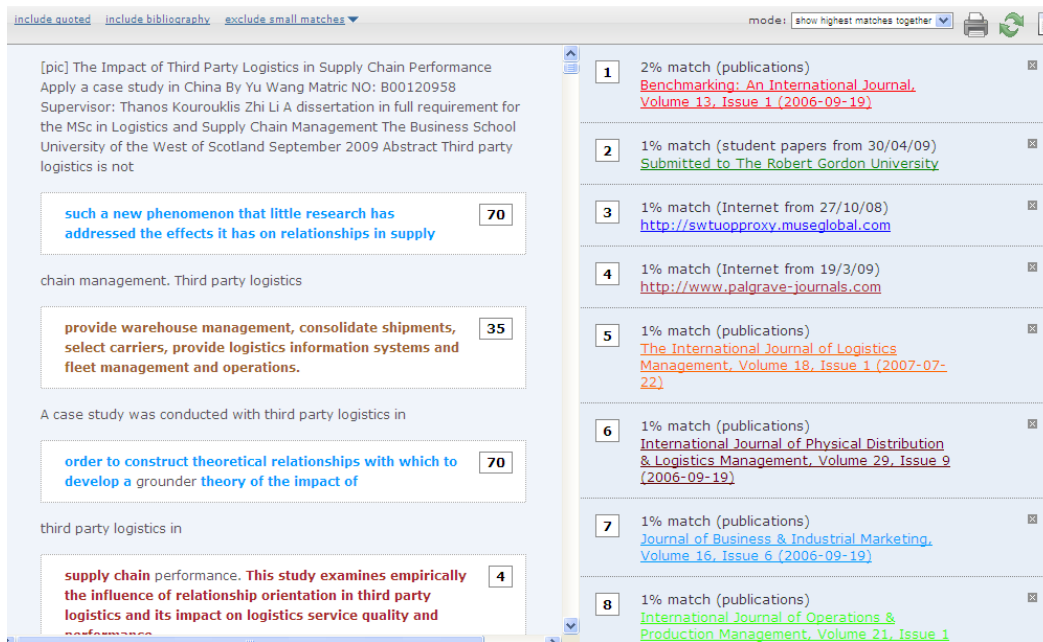 include quoted include bibliography exclude small matches
mode: show highest matches together
[pic] The Impact of Third Party Logistics in Supply Chain Performance
Apply a case study in China By Yu Wang Matric NO: B00120958
Supervisor: Thanos Kourouklis Zhi Li A dissertation in full requirement for
the MSc in Logistics and Supply Chain Management The Business School
University of the West of Scotland September 2009 Abstract Third party
logistics is not
such a new phenomenon that little research has
addressed the effects it has on relationships in supply
70
chain management. Third party logistics
provide warehouse management, consolidate shipments,
select carriers, provide logistics information systems and
fleet management and operations.
35
A case study was conducted with third party logistics in
order to construct theoretical relationships with which to
develop a grounder theory of the impact of
70
third party logistics in
supply chain performance. This study examines empirically
the influence of relationship orientation in third party
logistics and its impact on logistics service quality and
performance
4
1
2% match (publications)
Benchmarking: An International Journal,
Volume 13, Issue 1 (2006-09-19)
2
1% match (student papers from 30/04/09)
Submitted to The Robert Gordon University
3
1% match (Internet from 27/10/08)
http://swtuopproxy.museglobal.com
4
1% match (Internet from 19/3/09)
http://www.palgrave-journals.com
5
1% match (publications)
The International Journal of Logistics
Management, Volume 18, Issue 1 (2007-07-
22)
6
1% match (publications)
International Journal of Physical Distribution
& Logistics Management, Volume 29, Issue 9
(2006-09-19)
7
1% match (publications)
Journal of Business & Industrial Marketing,
Volume 16, Issue 6 (2006-09-19)
8
1% match (publications)
International Journal of Operations &
Production Management, Volume 21, Issue 1